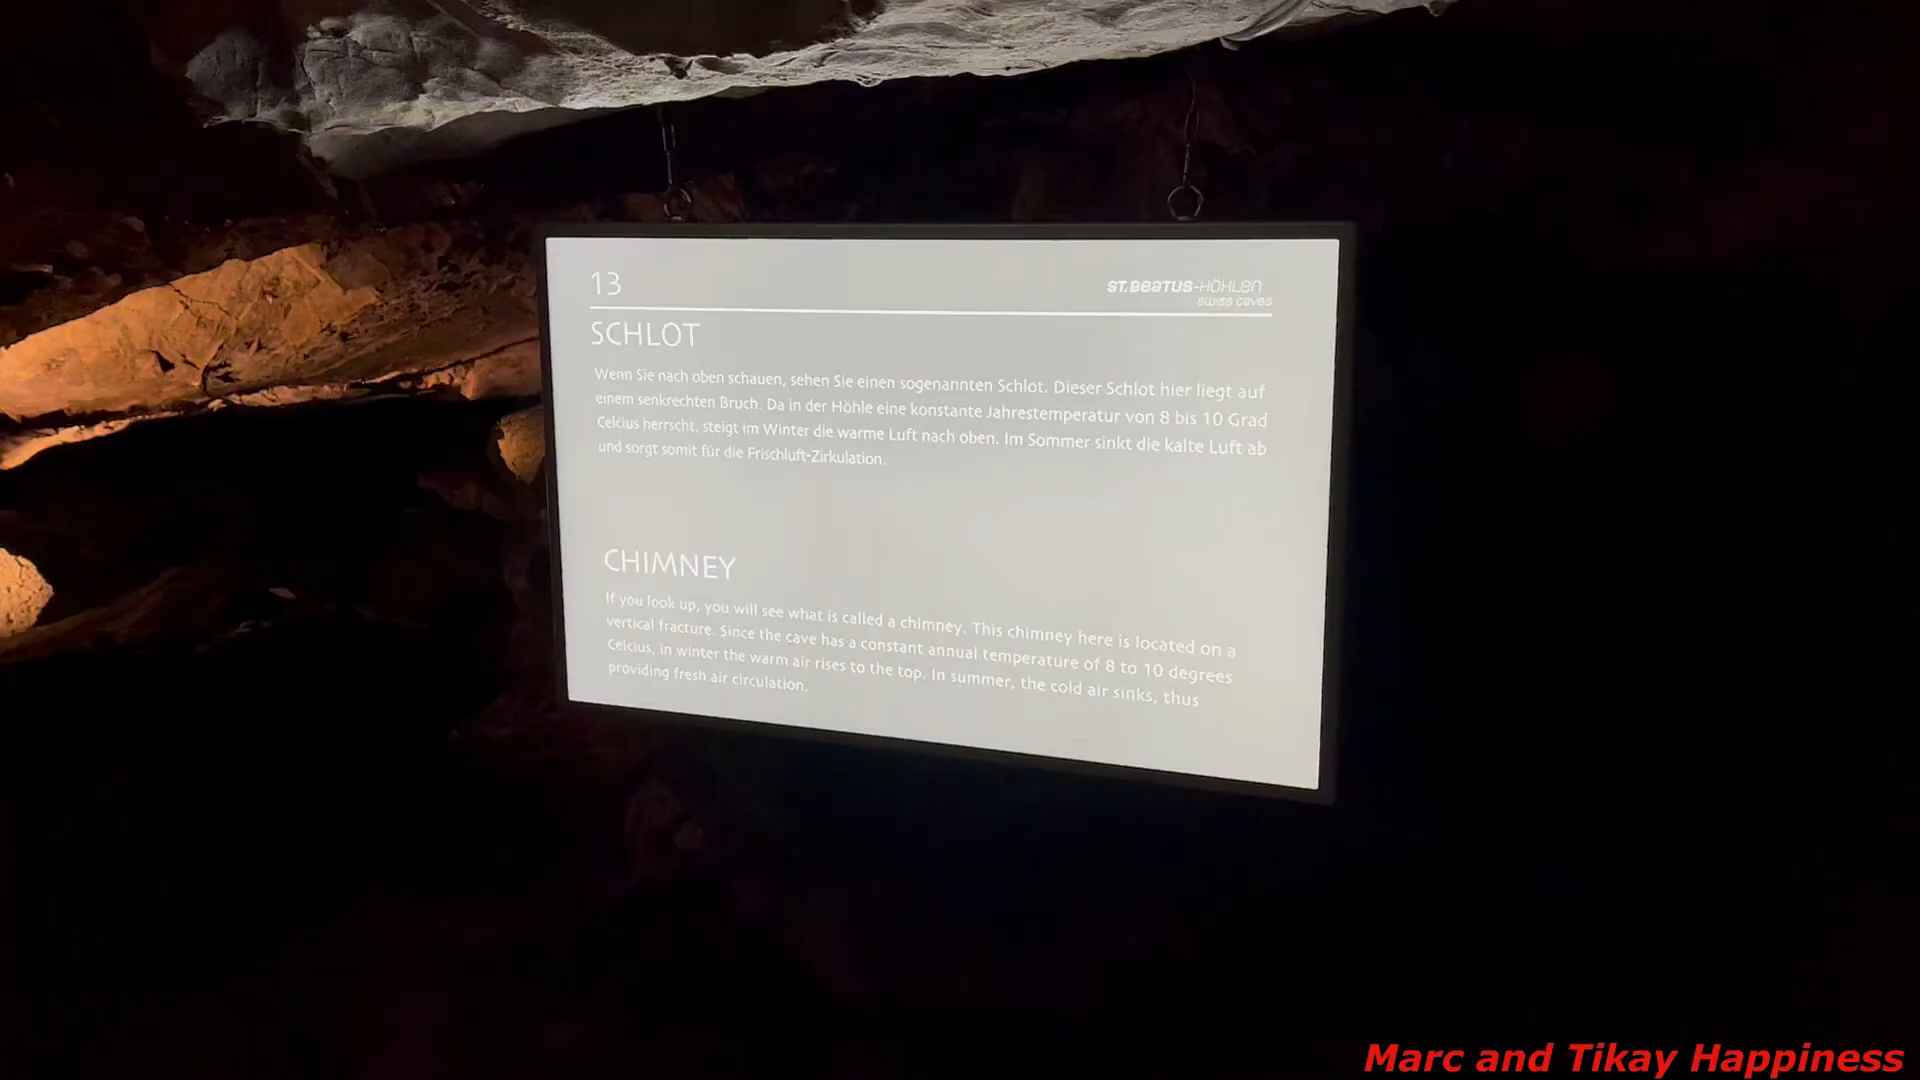 13
ST.BEATUS-HÖHLEN
swiss caves
SCHLOT
Wenn Sie nach oben schauen, sehen Sie einen sogenannten Schlot. Dieser Schlot hier liegt auf
einem senkrechten Bruch. Da in der Höhle eine konstante Jahrestemperatur von 8 bis 10 Grad
Celcius herrscht, steigt im Winter die warme Luft nach oben. Im Sommer sinkt die kalte Luft ab
und sorgt somit für die Frischluft-Zirkulation.
CHIMNEY
If you look up, you will see what is called a chimney. This chimney here is located on a
vertical fracture. Since the cave has a constant annual temperature of 8 to 10 degrees
Celcius, in winter the warm air rises to the top. In summer, the cold air sinks, thus
providing fresh air circulation.
Marc and Tikay Happiness